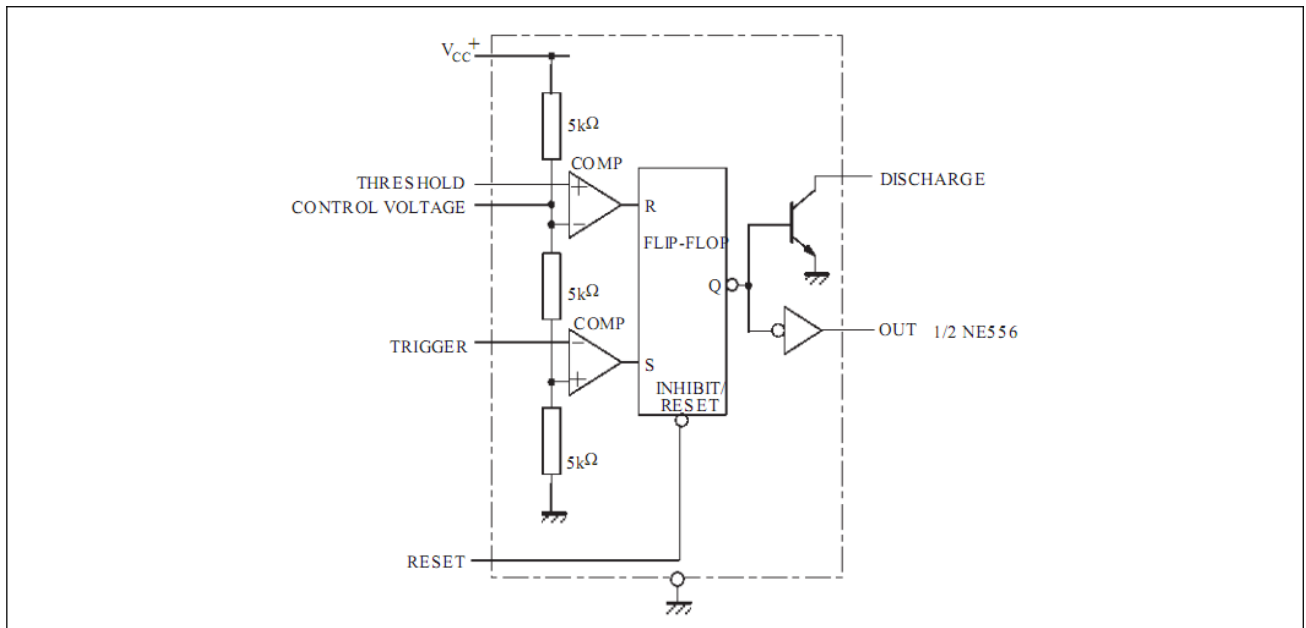 VCC+
5kΩ
COMP
THRESHOLD
+
CONTROL VOLTAGE
−
R
DISCHARGE
FLIP-FLOP
Q
5kΩ
COMP
TRIGGER
−
+
S
OUT 1/2 NE556
INHIBIT/
RESET
5kΩ
RESET